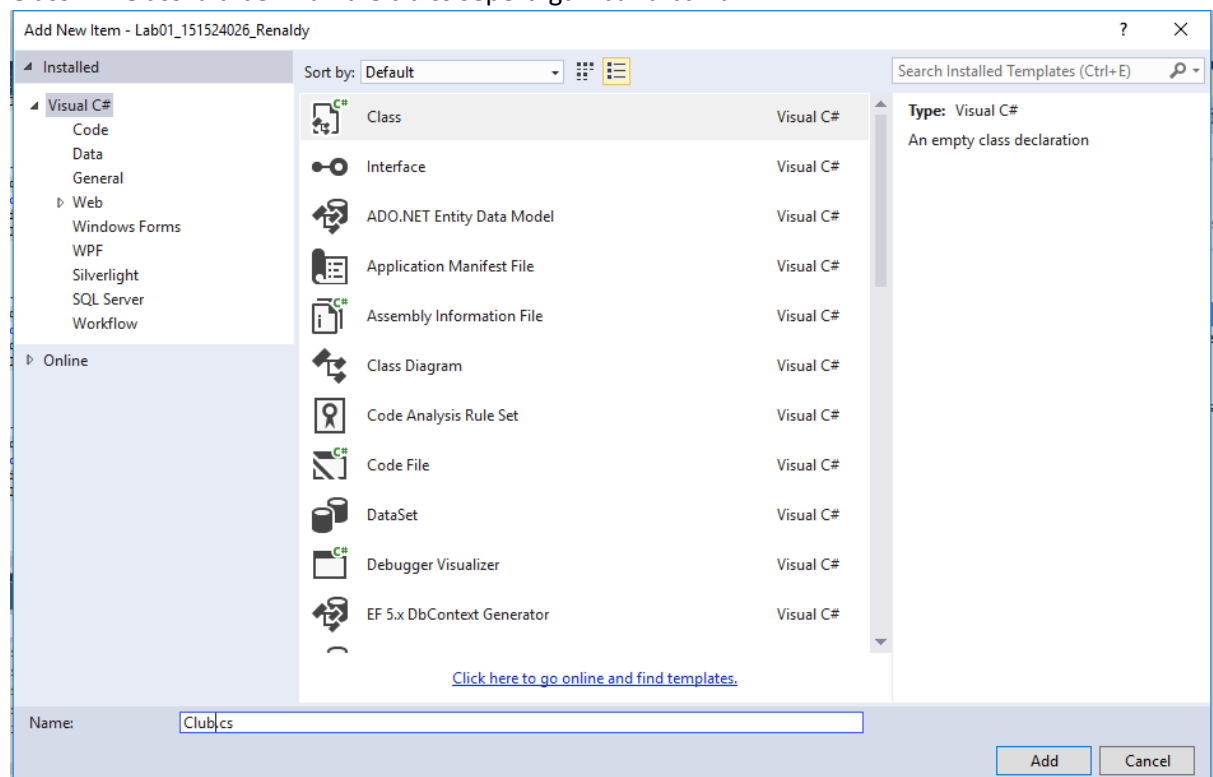 Add New Item - Lab01_151524026_Renaldy ? ×
Installed
Sort by: Default
Search Installed Templates (Ctrl+E)
Visual C#
Code
Data
General
Web
Windows Forms
WPF
Silverlight
SQL Server
Workflow
Online
C# Class Visual C#
Interface Visual C#
ADO.NET Entity Data Model Visual C#
Application Manifest File Visual C#
C# Assembly Information File Visual C#
Class Diagram Visual C#
Code Analysis Rule Set Visual C#
C# Code File Visual C#
DataSet Visual C#
C# Debugger Visualizer Visual C#
EF 5.x DbContext Generator Visual C#
Click here to go online and find templates.
Type: Visual C#
An empty class declaration
Name: Club.cs
Add Cancel